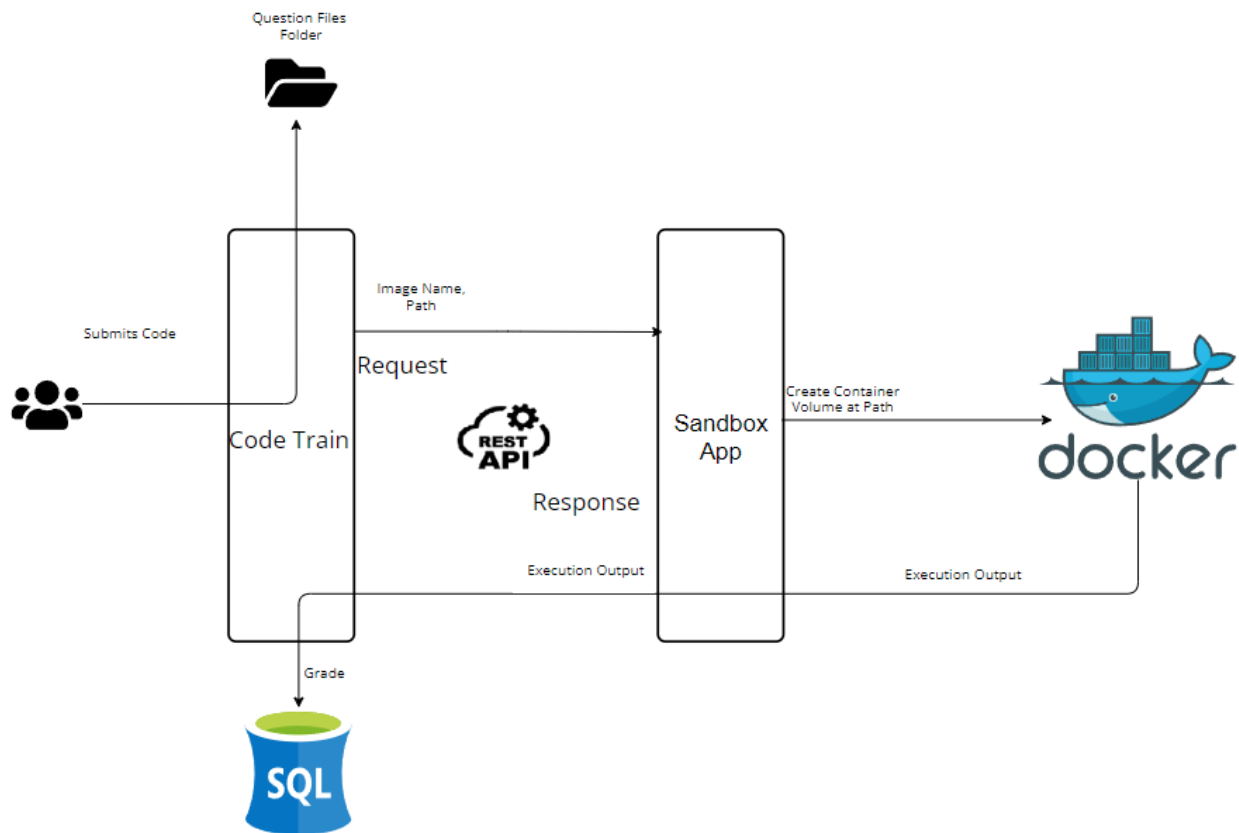 Question Files
Folder
Image Name,
Path
Submits Code
Request
Create Container
Volume at Path
Code Train
REST
API
Sandbox
App
docker
Response
Execution Output
Execution Output
Grade
SQL